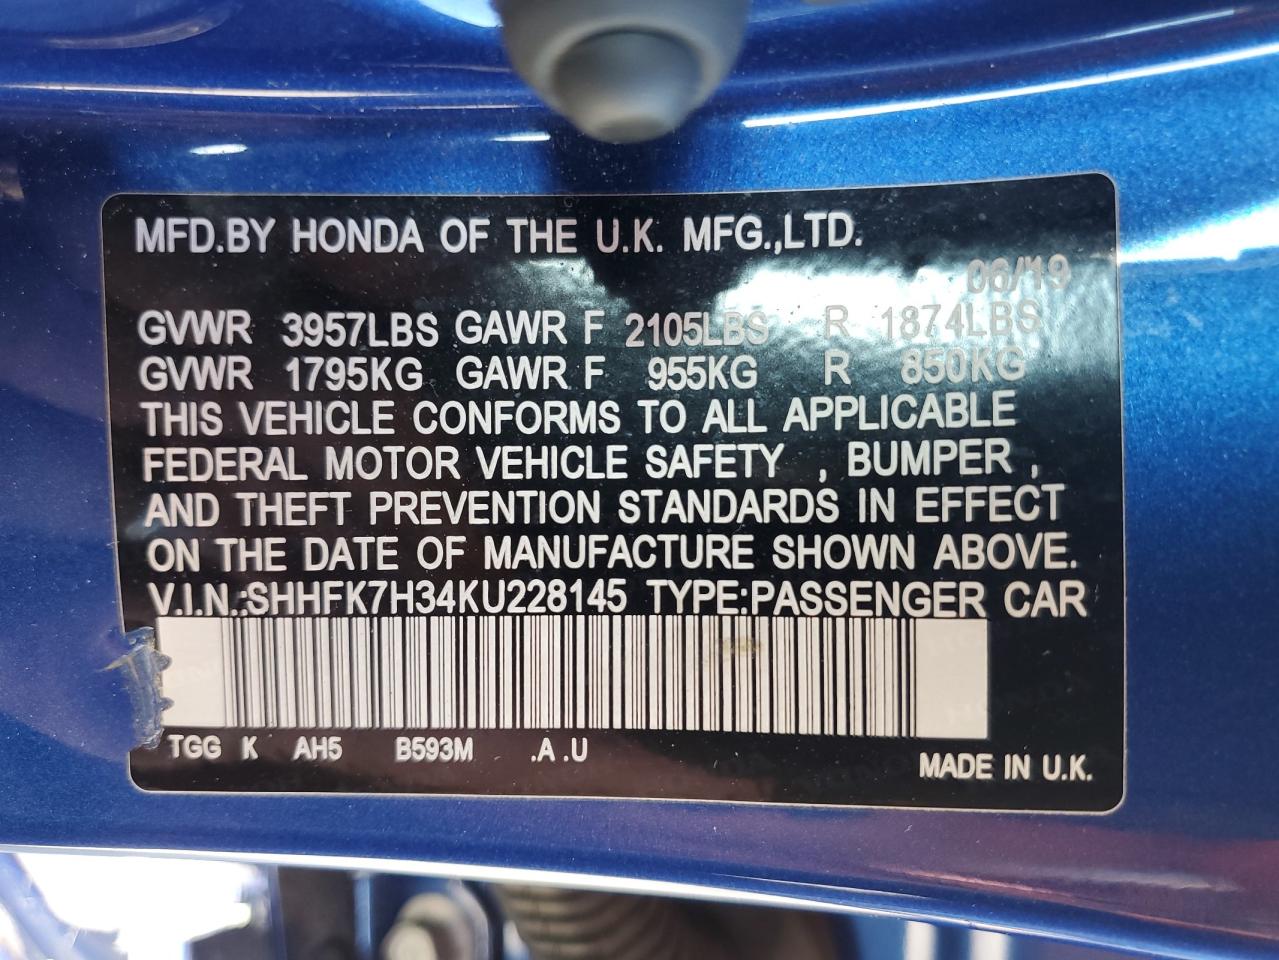 MFD.BY HONDA OF THE U.K. MFG.,LTD.
06/19
GVWR 3957LBS GAWR F 2105LBS R 1874LBS
GVWR 1795KG GAWR F 955KG R 850KG
THIS VEHICLE CONFORMS TO ALL APPLICABLE
FEDERAL MOTOR VEHICLE SAFETY , BUMPER ,
AND THEFT PREVENTION STANDARDS IN EFFECT
ON THE DATE OF MANUFACTURE SHOWN ABOVE.
V.I.N.:SHHFK7H34KU228145 TYPE:PASSENGER CAR
TGG K AH5 B593M .A .U
MADE IN U.K.